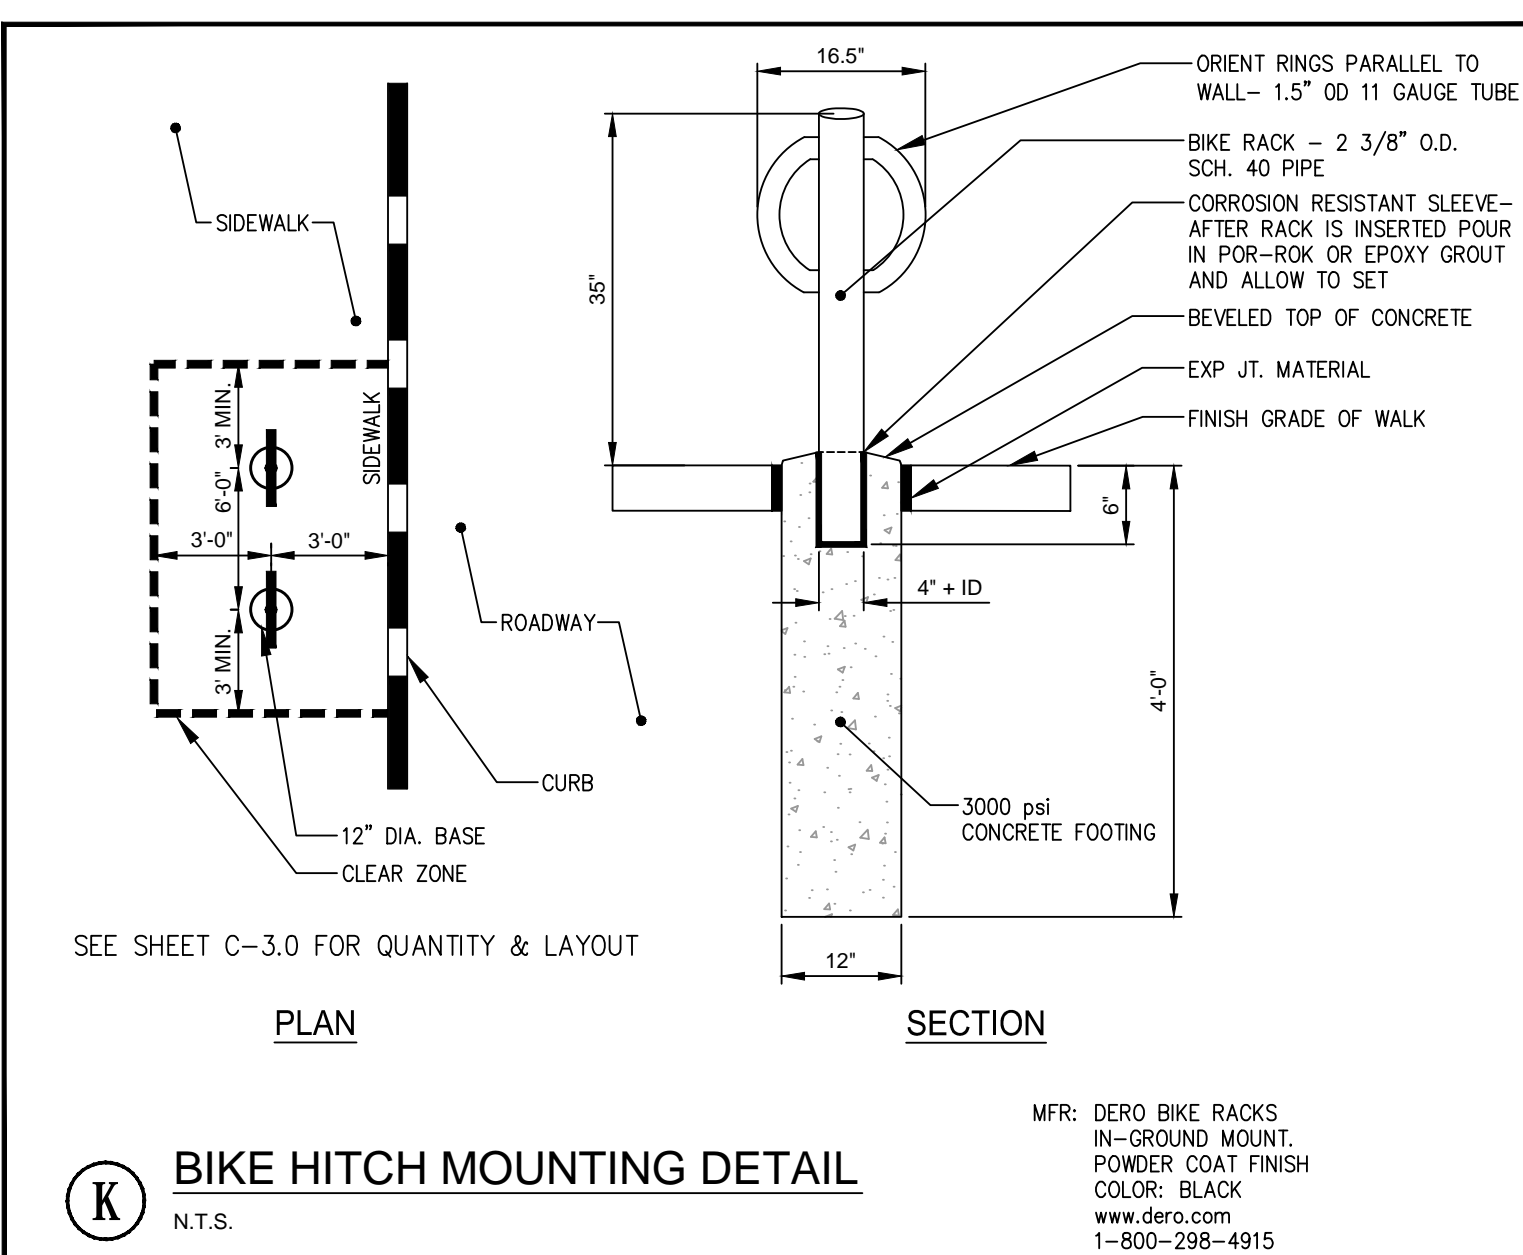 SIDEWALK
3' MIN.
6'-0"
SIDEWALK
3'-0"
3'-0"
3' MIN.
ROADWAY
CURB
12" DIA. BASE
CLEAR ZONE
SEE SHEET C-3.0 FOR QUANTITY & LAYOUT
PLAN
16.5"
35"
ORIENT RINGS PARALLEL TO
WALL- 1.5" OD 11 GAUGE TUBE
BIKE RACK - 2 3/8" O.D.
SCH. 40 PIPE
CORROSION RESISTANT SLEEVE-
AFTER RACK IS INSERTED POUR
IN POR-ROK OR EPOXY GROUT
AND ALLOW TO SET
BEVELED TOP OF CONCRETE
EXP JT. MATERIAL
FINISH GRADE OF WALK
6"
4" + ID
4'-0"
3000 psi
CONCRETE FOOTING
12"
SECTION
K
BIKE HITCH MOUNTING DETAIL
N.T.S.
MFR: DERO BIKE RACKS
IN-GROUND MOUNT.
POWDER COAT FINISH
COLOR: BLACK
www.dero.com
1-800-298-4915